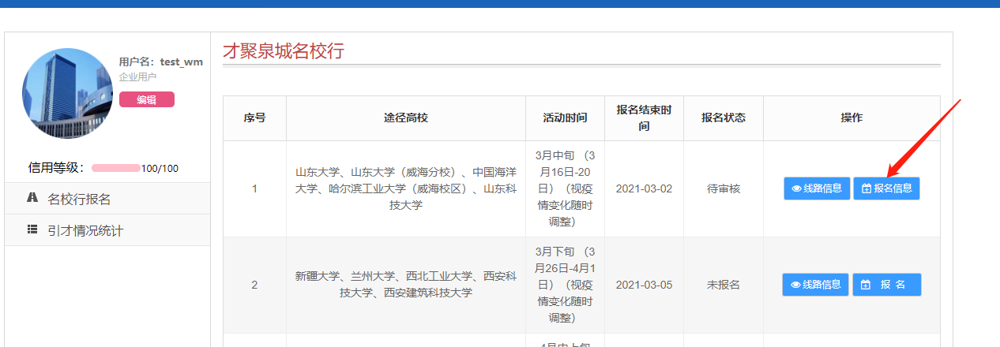 用户名：test_wm
企业用户
编辑
信用等级：100/100
名校行报名
引才情况统计
才聚泉城名校行
序号
途径高校
活动时间
报名结束时
间
报名状态
操作
1
山东大学、山东大学（威海分校）、中国海洋
大学、哈尔滨工业大学（威海校区）、山东科
技大学
3月中旬 （3
月16日-20
日）（视疫
情变化随时
调整）
2021-03-02
待审核
线路信息
报名信息
2
新疆大学、兰州大学、西北工业大学、西安科
技大学、西安建筑科技大学
3月下旬 （3
月26日-4月1
日）（视疫
情变化随时
调整）
2021-03-05
未报名
线路信息
报 名
4月中上旬